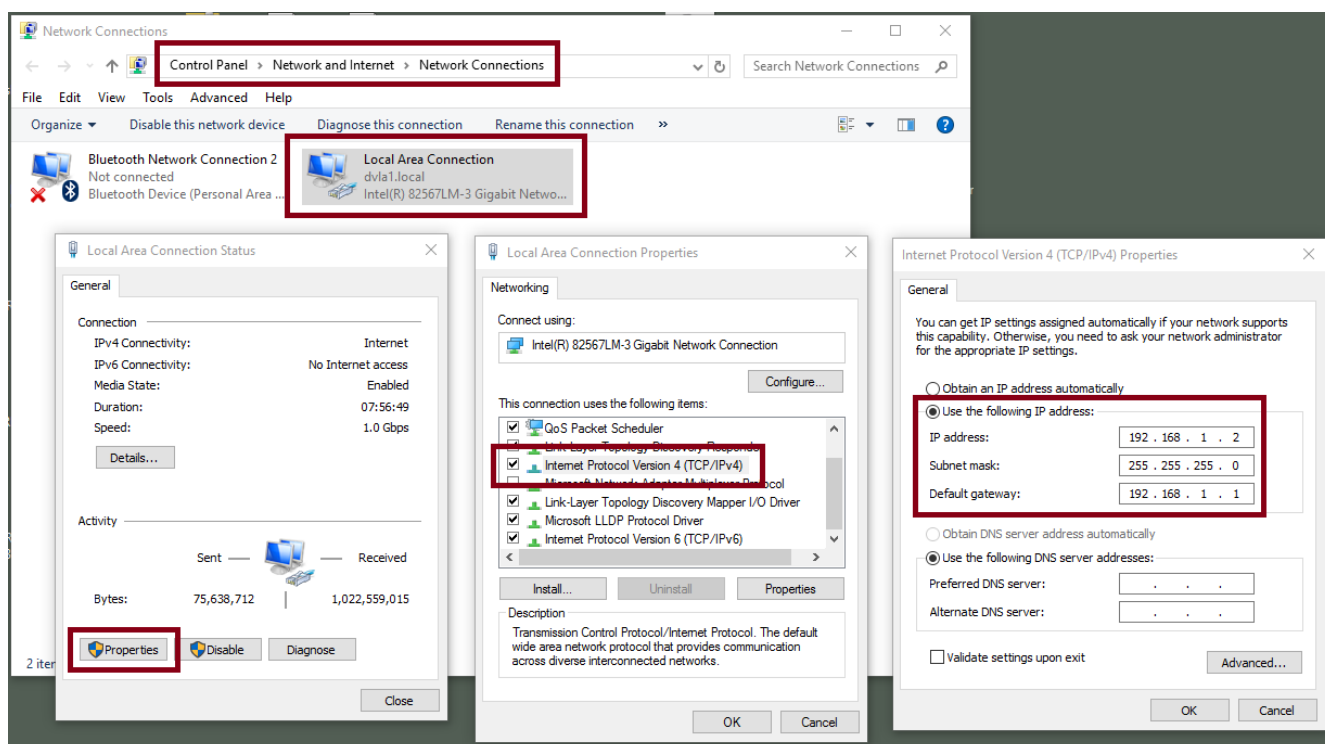 Network Connections
Control Panel > Network and Internet > Network Connections
Search Network Connections
File Edit View Tools Advanced Help
Organize Disable this network device Diagnose this connection Rename this connection »
Bluetooth Network Connection 2
Not connected
Bluetooth Device (Personal Area ...
Local Area Connection
dvla1.local
Intel(R) 82567LM-3 Gigabit Netwo...
Local Area Connection Status
General
Connection
IPv4 Connectivity: Internet
IPv6 Connectivity: No Internet access
Media State: Enabled
Duration: 07:56:49
Speed: 1.0 Gbps
Details...
Activity
Sent Received
Bytes: 75,638,712 1,022,559,015
Properties Disable Diagnose
Close
2 iter
Local Area Connection Properties
Networking
Connect using:
Intel(R) 82567LM-3 Gigabit Network Connection
Configure...
This connection uses the following items:
QoS Packet Scheduler
Link-Layer Topology Discovery Responde
Internet Protocol Version 4 (TCP/IPv4)
Microsoft Network Adapter Multiplexor Protocol
Link-Layer Topology Discovery Mapper I/O Driver
Microsoft LLDP Protocol Driver
Internet Protocol Version 6 (TCP/IPv6)
Install... Uninstall Properties
Description
Transmission Control Protocol/Internet Protocol. The default
wide area network protocol that provides communication
across diverse interconnected networks.
OK Cancel
Internet Protocol Version 4 (TCP/IPv4) Properties
General
You can get IP settings assigned automatically if your network supports
this capability. Otherwise, you need to ask your network administrator
for the appropriate IP settings.
Obtain an IP address automatically
Use the following IP address:
IP address: 192 . 168 . 1 . 2
Subnet mask: 255 . 255 . 255 . 0
Default gateway: 192 . 168 . 1 . 1
Obtain DNS server address automatically
Use the following DNS server addresses:
Preferred DNS server: . . .
Alternate DNS server: . . .
Validate settings upon exit
Advanced...
OK Cancel